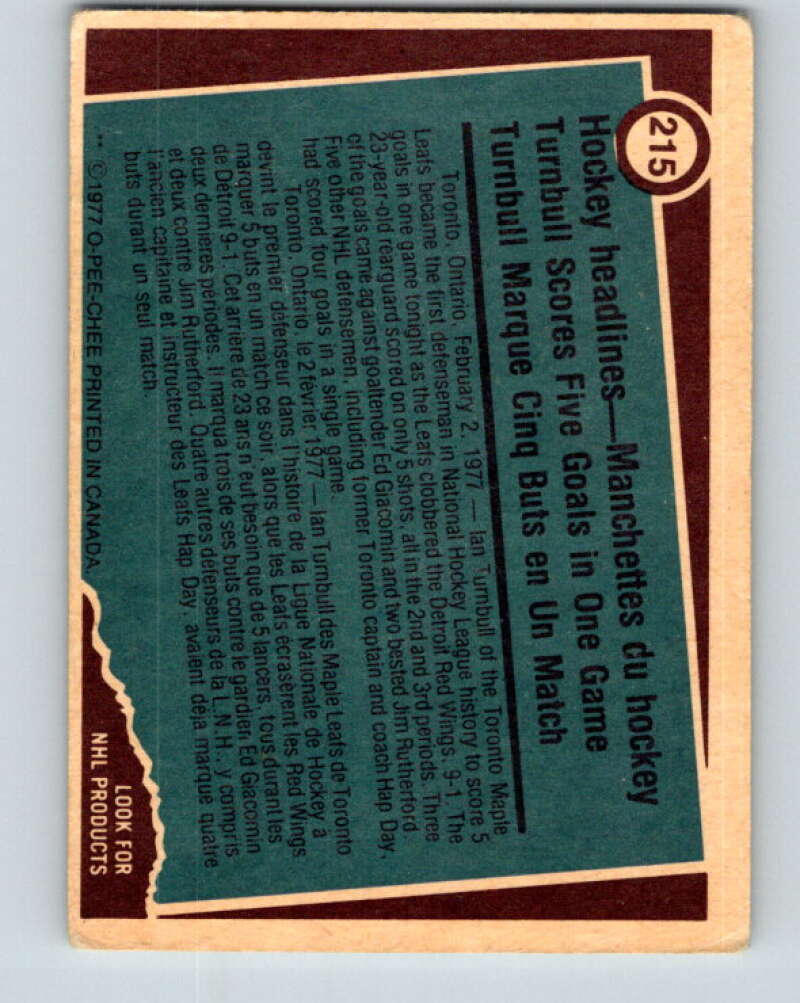 215
Hockey headlines—Manchettes du hockey
Turnbull Scores Five Goals in One Game
Turnbull Marque Cinq Buts en Un Match
Toronto, Ontario, February 2, 1977 — Ian Turnbull of the Toronto Maple
Leafs became the first defenseman in National Hockey League history to score 5
goals in one game tonight as the Leafs clobbered the Detroit Red Wings, 9-1. The
23-year-old rearguard scored on only 5 shots, all in the 2nd and 3rd periods. Three
of the goals came against goaltender Ed Giacomin and two bested Jim Rutherford.
Five other NHL defensemen, including former Toronto captain and coach Hap Day,
had scored four goals in a single game.
Toronto, Ontario, le 2 février 1977 — Ian Turnbull des Maple Leafs de Toronto
devint le premier défenseur dans l'histoire de la Ligue Nationale de Hockey à
marquer 5 buts en un match ce soir, alors que les Leafs écrasèrent les Red Wings
de Detroit 9-1. Cet arrière de 23 ans n'eut besoin que de 5 lancers, tous durant les
deux dernières périodes. Il marqua trois de ses buts contre le gardien Ed Giacomin
et deux contre Jim Rutherford. Quatre autres défenseurs de la L.N.H., y compris
l'ancien capitaine et instructeur des Leafs Hap Day, avaient déjà marqué quatre
buts durant un seul match.
** ©1977 O-PEE-CHEE PRINTED IN CANADA
LOOK FOR
NHL PRODUCTS